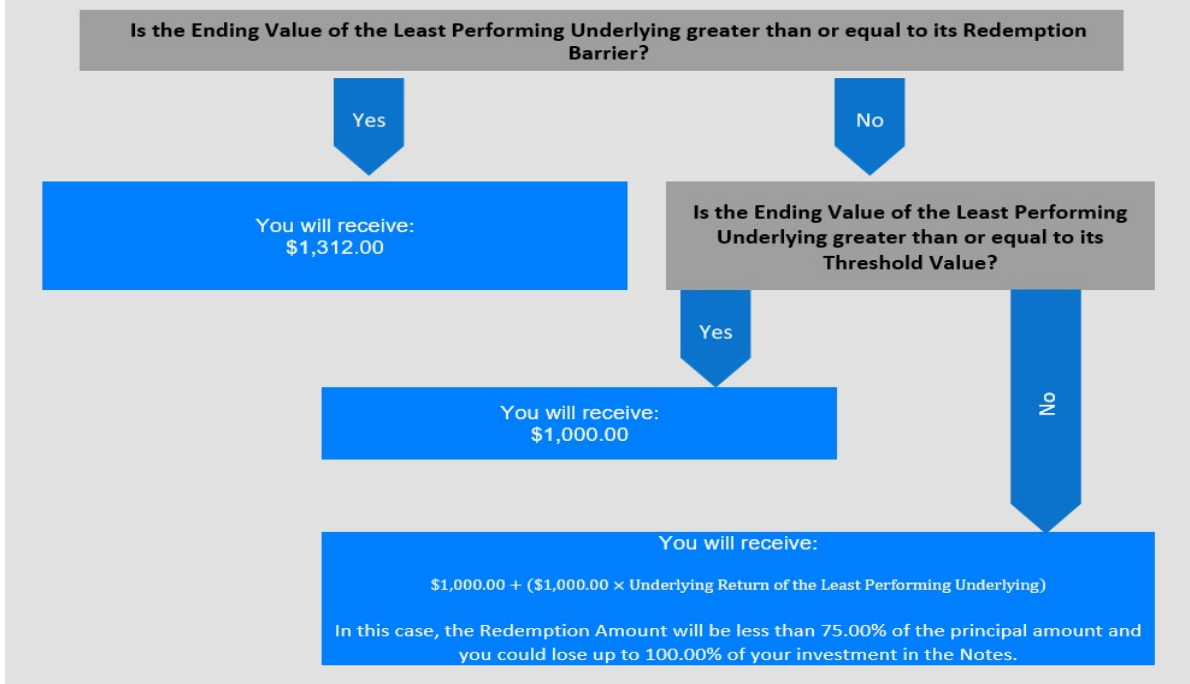 Is the Ending Value of the Least Performing Underlying greater than or equal to its Redemption
Barrier?
Yes
No
You will receive:
$1,312.00
Is the Ending Value of the Least Performing
Underlying greater than or equal to its
Threshold Value?
Yes
No
You will receive:
$1,000.00
You will receive:
$1,000.00 + ($1,000.00 × Underlying Return of the Least Performing Underlying)
In this case, the Redemption Amount will be less than 75.00% of the principal amount and
you could lose up to 100.00% of your investment in the Notes.